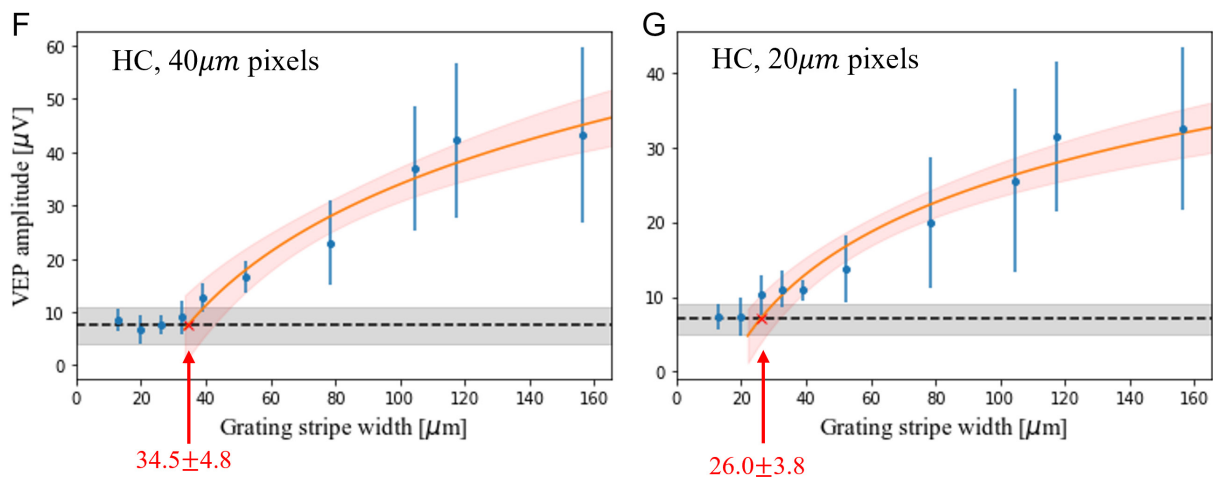 F
HC, 40μm pixels
VEP amplitude [μV]
60
50
40
30
20
10
0
0 20 40 60 80 100 120 140 160
Grating stripe width [μm]
34.5±4.8
G
HC, 20μm pixels
40
30
20
10
0
0 20 40 60 80 100 120 140 160
Grating stripe width [μm]
26.0±3.8